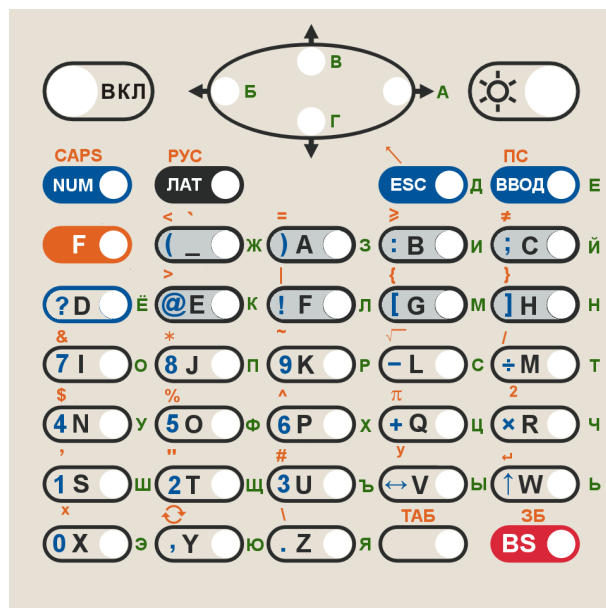 В
ВКЛ Б А
Г
CAPS РУС ПС
NUM ЛАТ ESC Д ВВОД Е
< ` = ⩾ ≠
F ( _ Ж ) A З : B И ; C Й
> | { }
?D Ё @E К ! F Л [ G М ] H Н
& * ~ √ /
7 I О 8 J П 9 K Р − L С ÷ M Т
$ % ^ π 2
4 N У 5 O Ф 6 P Х + Q Ц × R Ч
’ " # y ↵
1 S Ш 2 T Щ 3 U Ъ ↔ V Ы ↑ W Ь
x \ ТАБ ЗБ
0 X Э , Y Ю . Z Я BS